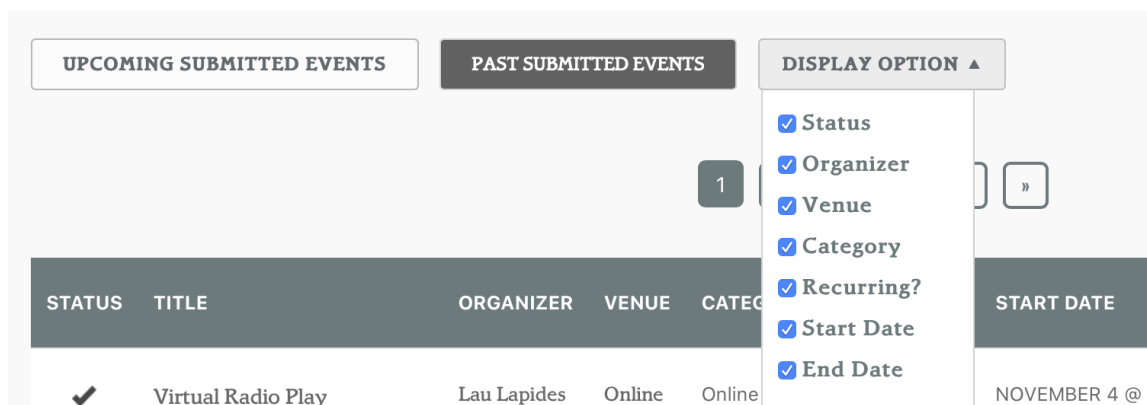 UPCOMING SUBMITTED EVENTS
PAST SUBMITTED EVENTS
DISPLAY OPTION ▲
Status
Organizer
Venue
Category
Recurring?
Start Date
End Date
1
»
STATUS TITLE ORGANIZER VENUE CATEG START DATE
Virtual Radio Play Lau Lapides Online Online NOVEMBER 4 @